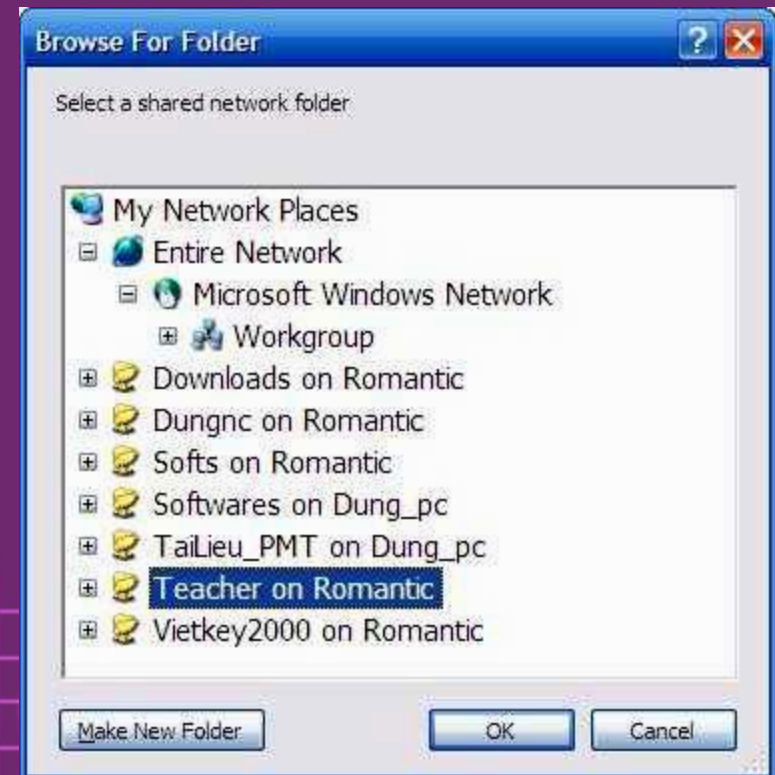 Browse For Folder
Select a shared network folder
My Network Places
Entire Network
Microsoft Windows Network
Workgroup
Downloads on Romantic
Dungnc on Romantic
Softs on Romantic
Softwares on Dung_pc
TaiLieu_PMT on Dung_pc
Teacher on Romantic
Vietkey2000 on Romantic
Make New Folder OK Cancel